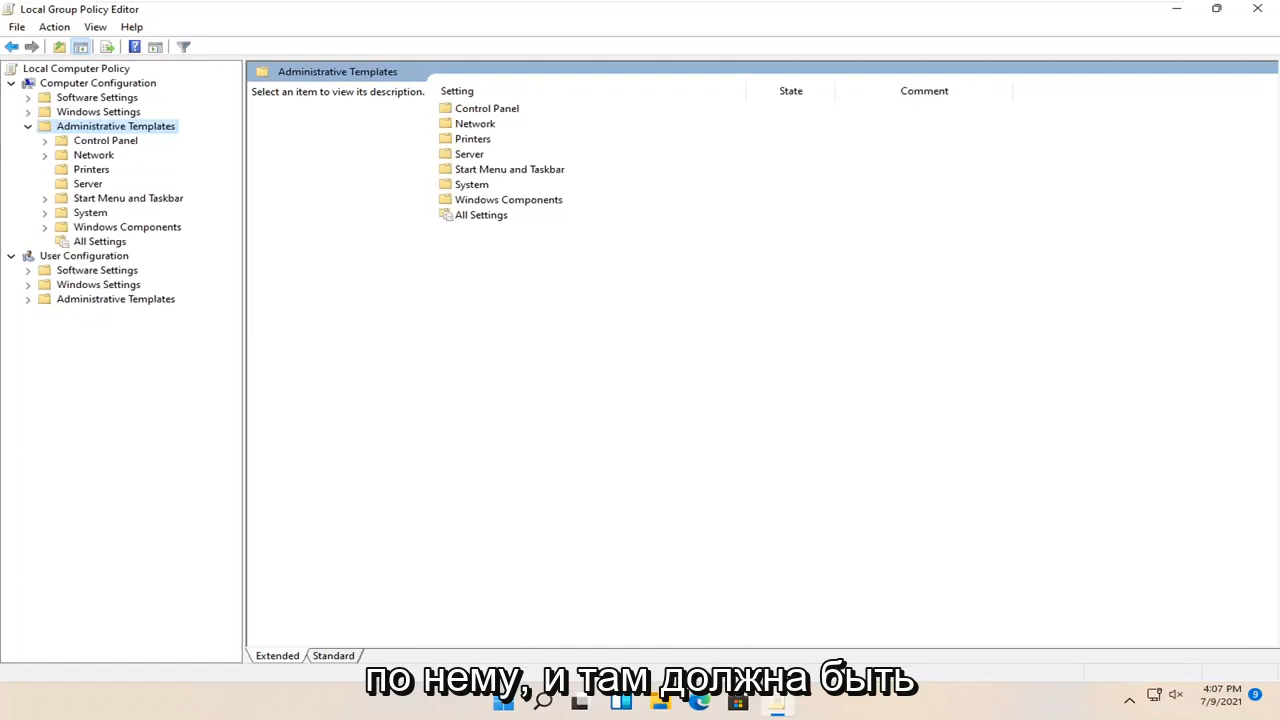 Local Group Policy Editor
File Action View Help
Local Computer Policy
Computer Configuration
Software Settings
Windows Settings
Administrative Templates
Control Panel
Network
Printers
Server
Start Menu and Taskbar
System
Windows Components
All Settings
User Configuration
Software Settings
Windows Settings
Administrative Templates
Administrative Templates
Select an item to view its description.
Setting State Comment
Control Panel
Network
Printers
Server
Start Menu and Taskbar
System
Windows Components
All Settings
Extended Standard
по нему, и там должна быть
4:07 PM
7/9/2021
9